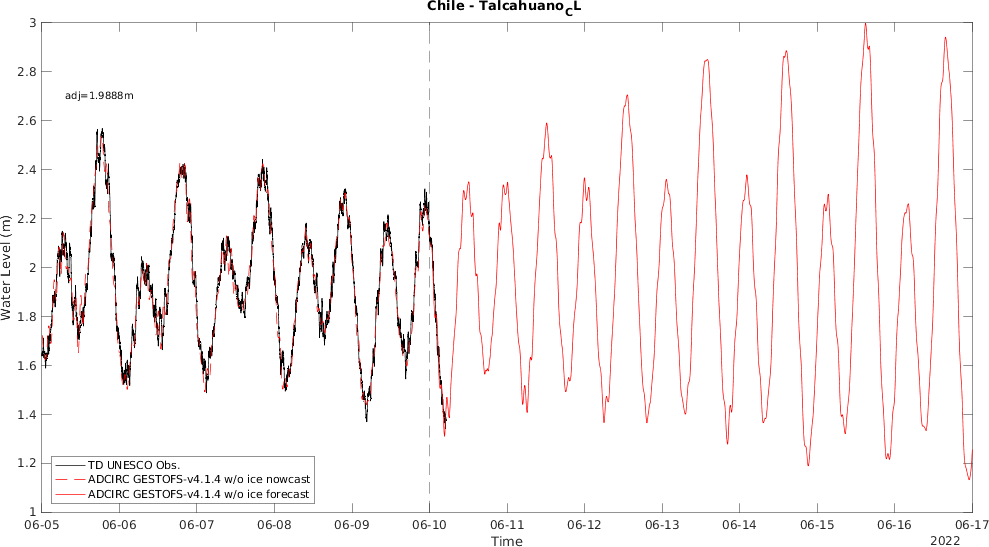 Chile - Talcahuano_CL
3
2.8
adj=1.9888m
2.6
2.4
2.2
2
1.8
1.6
1.4
1.2
1
Water Level (m)
TD UNESCO Obs.
ADCIRC GESTOFS-v4.1.4 w/o ice nowcast
ADCIRC GESTOFS-v4.1.4 w/o ice forecast
06-05 06-06 06-07 06-08 06-09 06-10 06-11 06-12 06-13 06-14 06-15 06-16 06-17
Time
2022